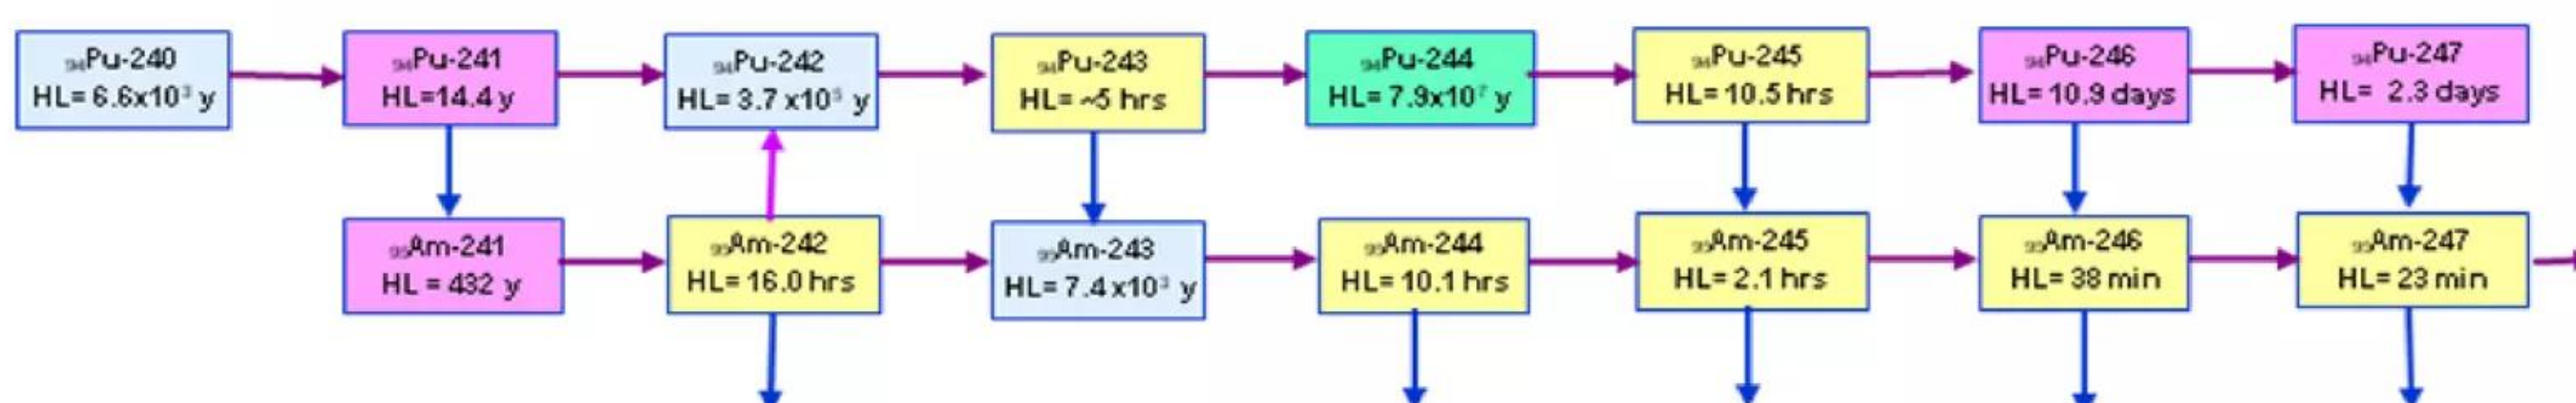 ₉₄Pu-240
HL= 6.6x10³ y
₉₄Pu-241
HL=14.4 y
₉₄Pu-242
HL= 3.7 x10⁵ y
₉₄Pu-243
HL= ~5 hrs
₉₄Pu-244
HL= 7.9x10⁷ y
₉₄Pu-245
HL= 10.5 hrs
₉₄Pu-246
HL= 10.9 days
₉₄Pu-247
HL= 2.3 days
₉₅Am-241
HL = 432 y
₉₅Am-242
HL= 16.0 hrs
₉₅Am-243
HL= 7.4 x10³ y
₉₅Am-244
HL= 10.1 hrs
₉₅Am-245
HL= 2.1 hrs
₉₅Am-246
HL= 38 min
₉₅Am-247
HL= 23 min